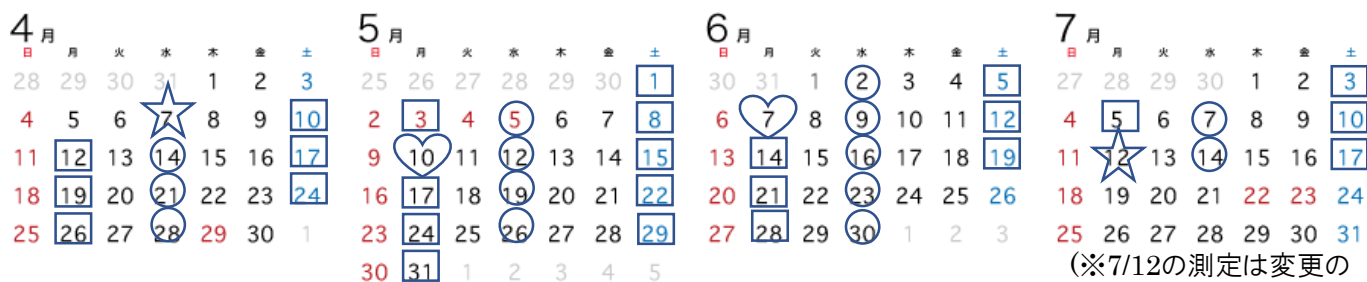 4月
日 月 火 水 木 金 土
28 29 30 31 1 2 3
4 5 6 7 8 9 10
11 12 13 14 15 16 17
18 19 20 21 22 23 24
25 26 27 28 29 30 1
5月
日 月 火 水 木 金 土
25 26 27 28 29 30 1
2 3 4 5 6 7 8
9 10 11 12 13 14 15
16 17 18 19 20 21 22
23 24 25 26 27 28 29
30 31 1 2 3 4 5
6月
日 月 火 水 木 金 土
30 31 1 2 3 4 5
6 7 8 9 10 11 12
13 14 15 16 17 18 19
20 21 22 23 24 25 26
27 28 29 30 1 2 3
7月
日 月 火 水 木 金 土
27 28 29 30 1 2 3
4 5 6 7 8 9 10
11 12 13 14 15 16 17
18 19 20 21 22 23 24
25 26 27 28 29 30 31
(※7/12の測定は変更の